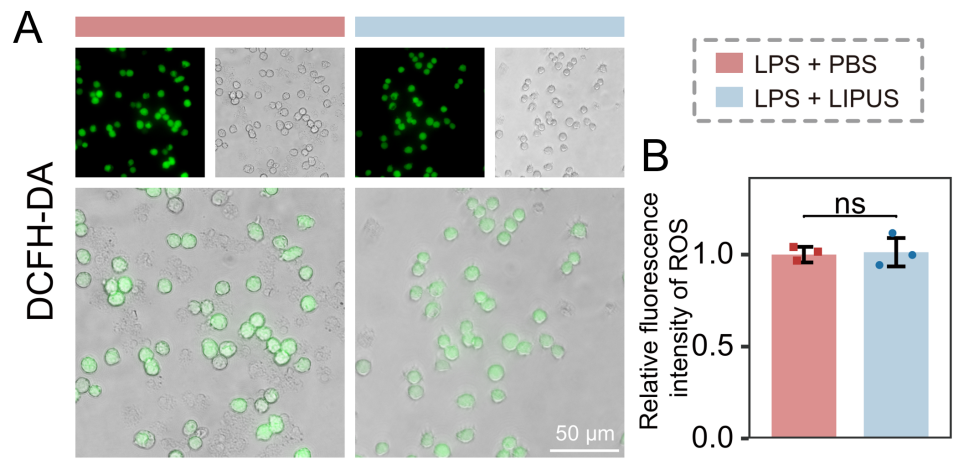 A
DCFH-DA
50 μm
LPS + PBS
LPS + LIPUS
B
Relative fluorescence
intensity of ROS
ns
1.0
0.5
0.0